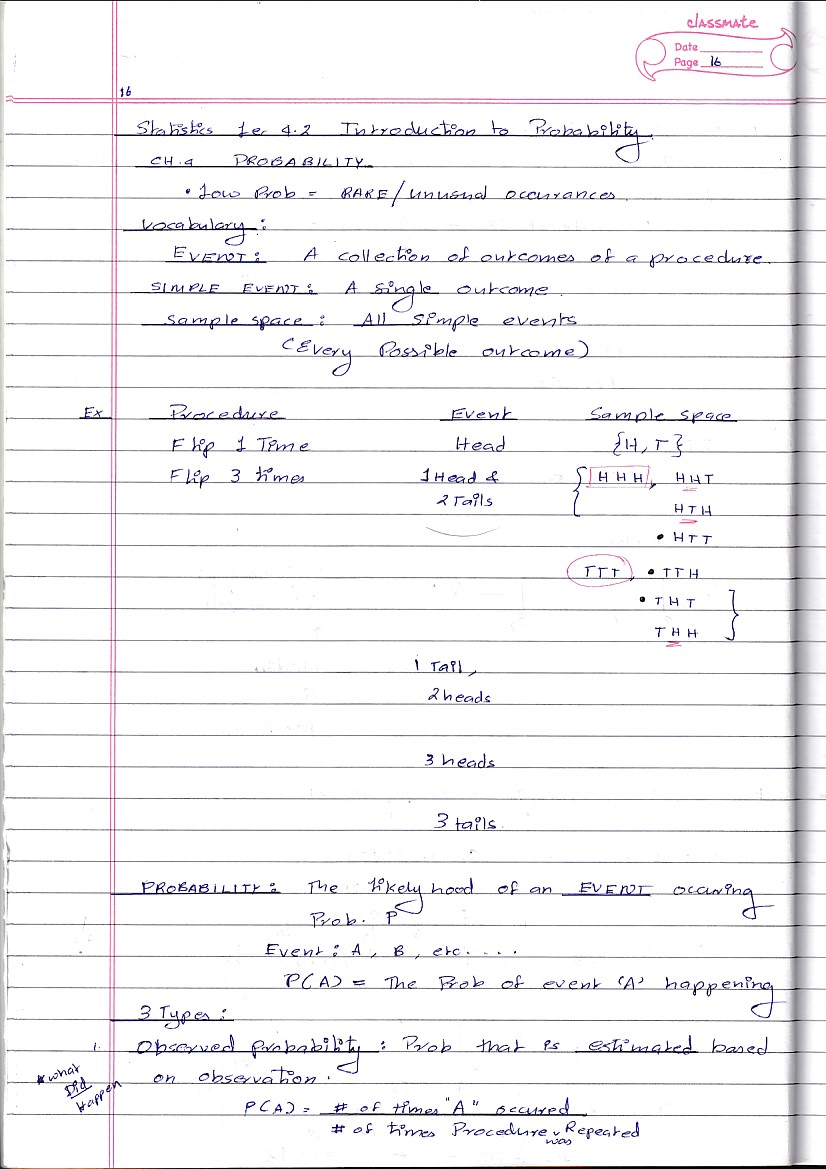 classmate
Date
Page 16
16
Statistics Lec 4.2 Introduction to Probability
CH.4 PROBABILITY
• Low Prob = RARE/unusual occurances.
Vocabulary:
EVENT: A collection of outcomes of a procedure.
SIMPLE EVENT: A single outcome.
Sample space: All simple events
(Every Possible outcome)
Ex Procedure Event Sample space
Flip 1 Time Head {H, T}
Flip 3 times 1 Head & { HHH, HHT
2 Tails HTH
• HTT
TTT, • TTH
• THT }
THH
1 Tail,
2 heads
3 heads
3 tails
PROBABILITY: The likelyhood of an EVENT occuring
Prob. P
Event: A, B, etc....
P(A) = The Prob of event 'A' happening
3 Types:
1. Observed probability: Prob that is estimated based
on observation.
* what
Did
Happen
P(A) = # of times "A" occured
# of times Procedure was Repeated